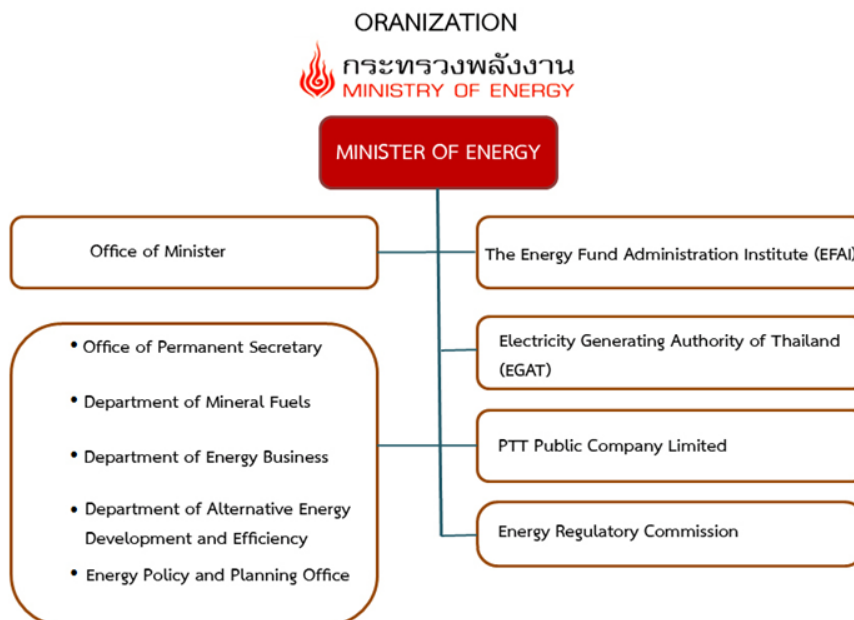 ORANIZATION
กระทรวงพลังงาน
MINISTRY OF ENERGY
MINISTER OF ENERGY
Office of Minister
• Office of Permanent Secretary
• Department of Mineral Fuels
• Department of Energy Business
• Department of Alternative Energy
Development and Efficiency
• Energy Policy and Planning Office
The Energy Fund Administration Institute (EFAI)
Electricity Generating Authority of Thailand
(EGAT)
PTT Public Company Limited
Energy Regulatory Commission